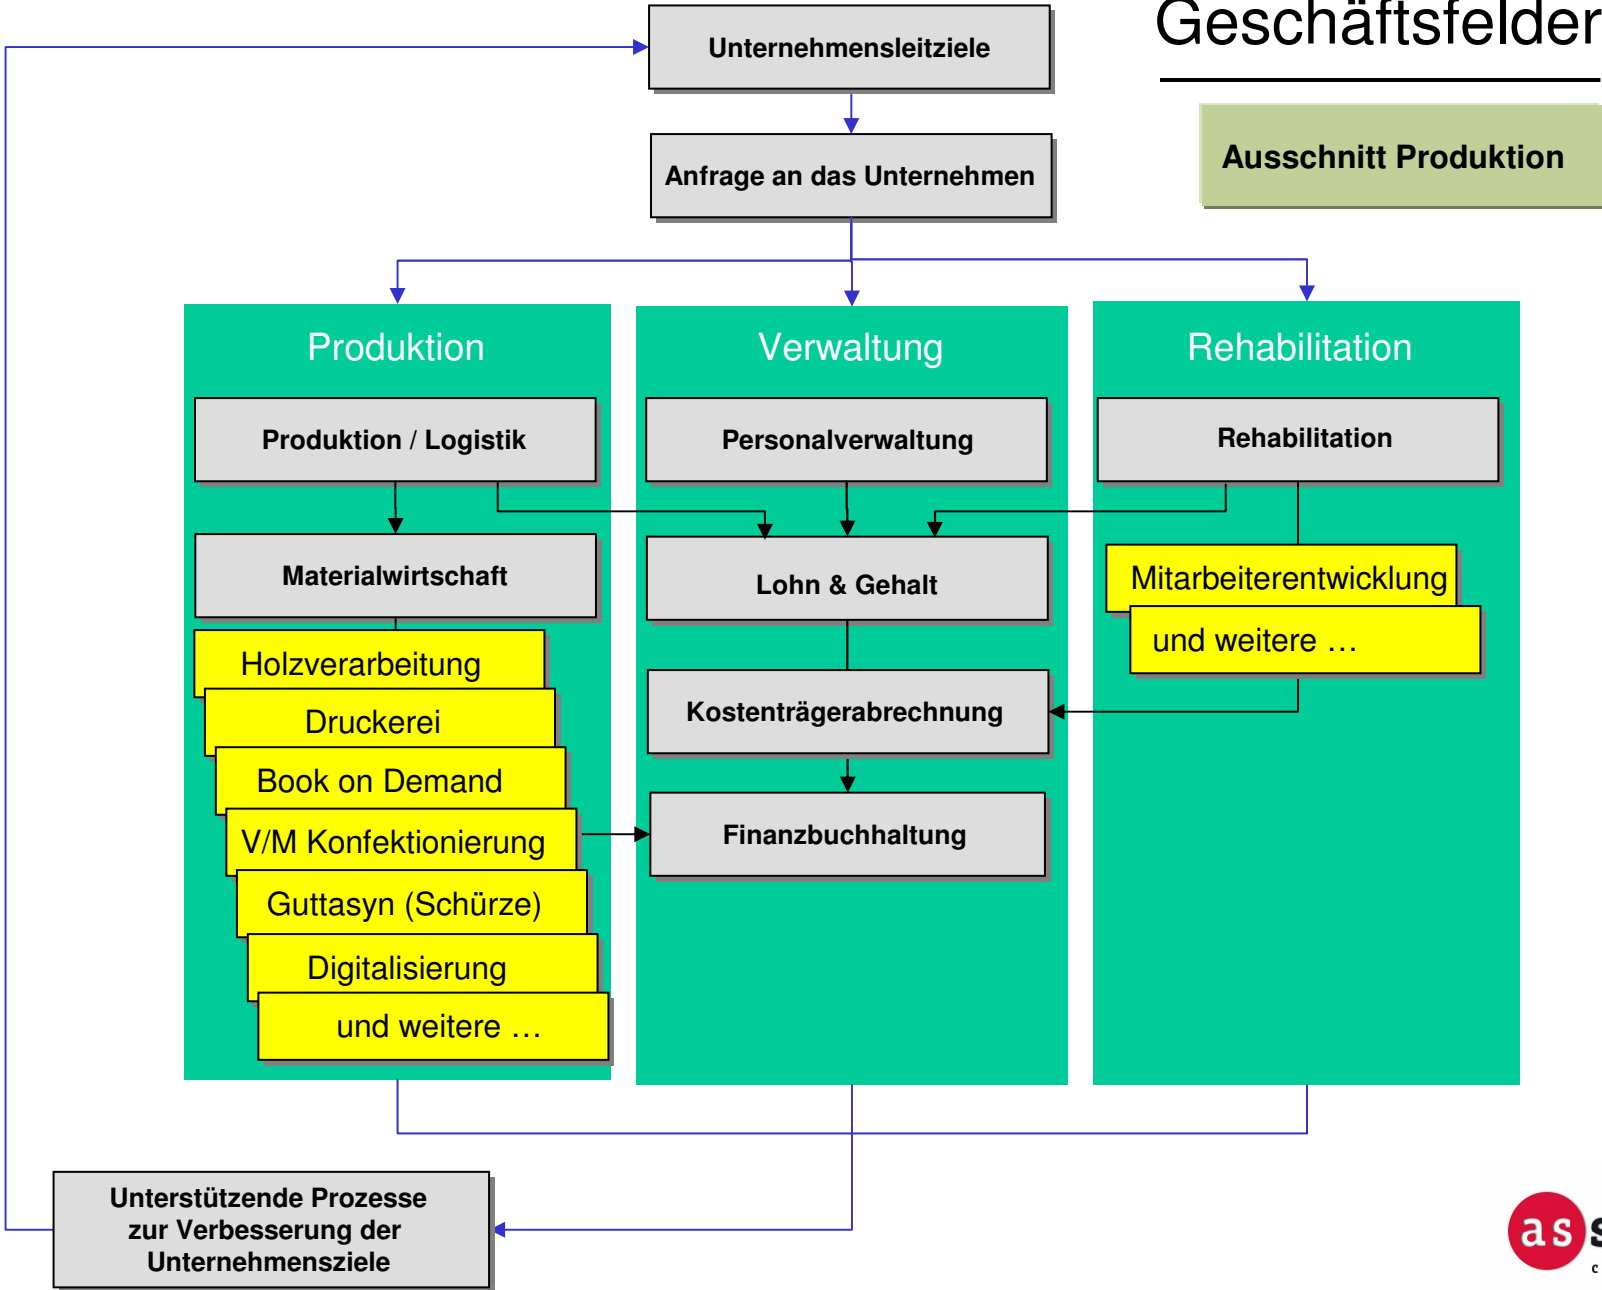 Geschäftsfelder
Unternehmensleitziele
Ausschnitt Produktion
Anfrage an das Unternehmen
Produktion
Verwaltung
Rehabilitation
Produktion / Logistik
Personalverwaltung
Rehabilitation
Materialwirtschaft
Lohn & Gehalt
Mitarbeiterentwicklung
und weitere …
Holzverarbeitung
Druckerei
Book on Demand
V/M Konfektionierung
Guttasyn (Schürze)
Digitalisierung
und weitere …
Kostenträgerabrechnung
Finanzbuchhaltung
Unterstützende Prozesse
zur Verbesserung der
Unternehmensziele